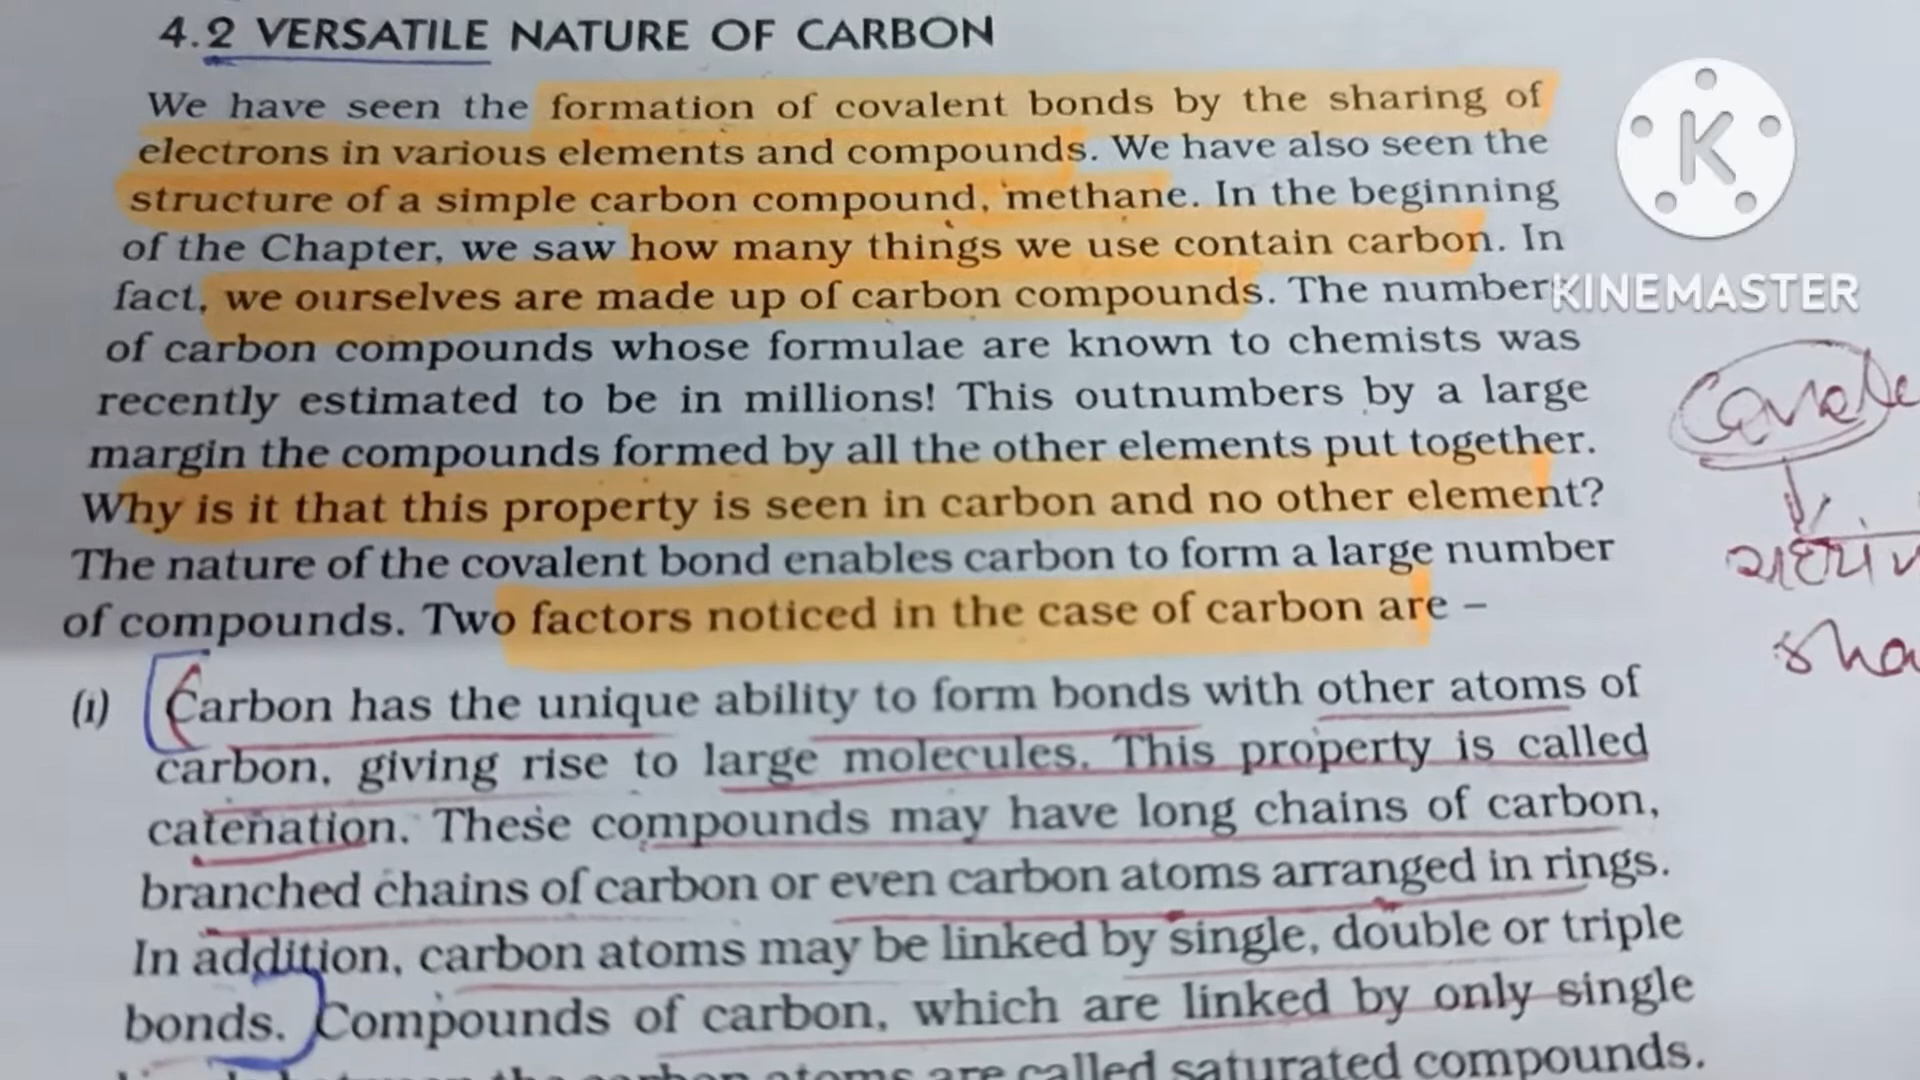 4.2 VERSATILE NATURE OF CARBON
We have seen the formation of covalent bonds by the sharing of
electrons in various elements and compounds. We have also seen the
structure of a simple carbon compound, methane. In the beginning
of the Chapter, we saw how many things we use contain carbon. In
fact, we ourselves are made up of carbon compounds. The number
of carbon compounds whose formulae are known to chemists was
recently estimated to be in millions! This outnumbers by a large
margin the compounds formed by all the other elements put together.
Why is it that this property is seen in carbon and no other element?
The nature of the covalent bond enables carbon to form a large number
of compounds. Two factors noticed in the case of carbon are –
(i) Carbon has the unique ability to form bonds with other atoms of
carbon, giving rise to large molecules. This property is called
catenation. These compounds may have long chains of carbon,
branched chains of carbon or even carbon atoms arranged in rings.
In addition, carbon atoms may be linked by single, double or triple
bonds. Compounds of carbon, which are linked by only single
carbon atoms are called saturated compounds.
K
KINEMASTER
sha